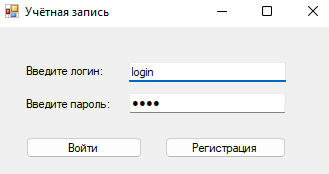 Учётная запись
Введите логин: login
Введите пароль: ●●●●
Войти Регистрация